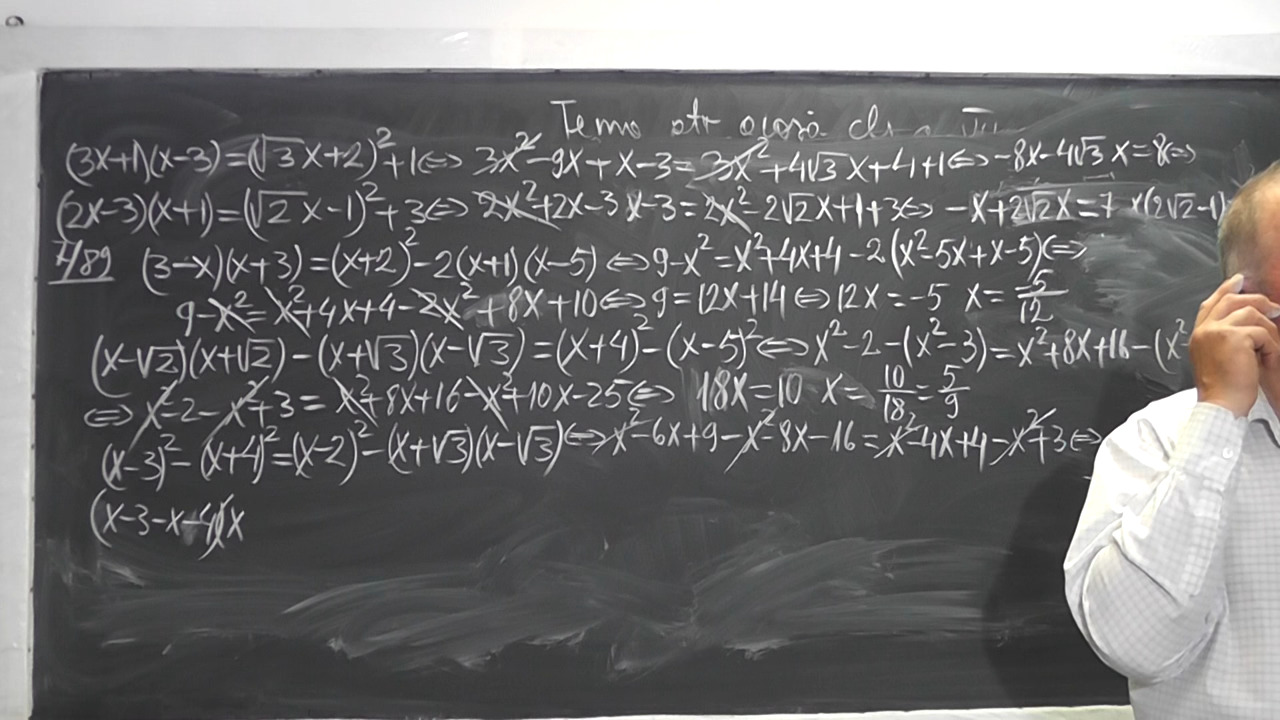 Tema
(3x+1)(x-3)=(√3x+2)²+1⇔ 3x²-9x+x-3=3x²+4√3x+4+1⇔-8x-4√3x=8⇔
(2x-3)(x+1)=(√2x-1)²+3⇔ 2x²+2x-3x-3=2x²-2√2x+1+3⇔ -x+2√2x=7 x(2√2-1)
7/89 (3-x)(x+3)=(x+2)²-2(x+1)(x-5)⇔9-x²=x²+4x+4-2(x²-5x+x-5)⇔
9-x²=x²+4x+4-2x²+8x+10⇔9=12x+14⇔12x=-5 x=-5/12
(x-√2)(x+√2)-(x+√3)(x-√3)=(x+4)²-(x-5)²⇔x²-2-(x²-3)=x²+8x+16-(x²
⇔x²-2-x²+3=x²+8x+16-x²+10x-25⇔ 18x=10 x=10/18=5/9
(x-3)²-(x+4)²=(x-2)²-(x+√3)(x-√3)⇔x²-6x+9-x²-8x-16=x²-4x+4-x²+3⇔
(x-3-x-4)(x